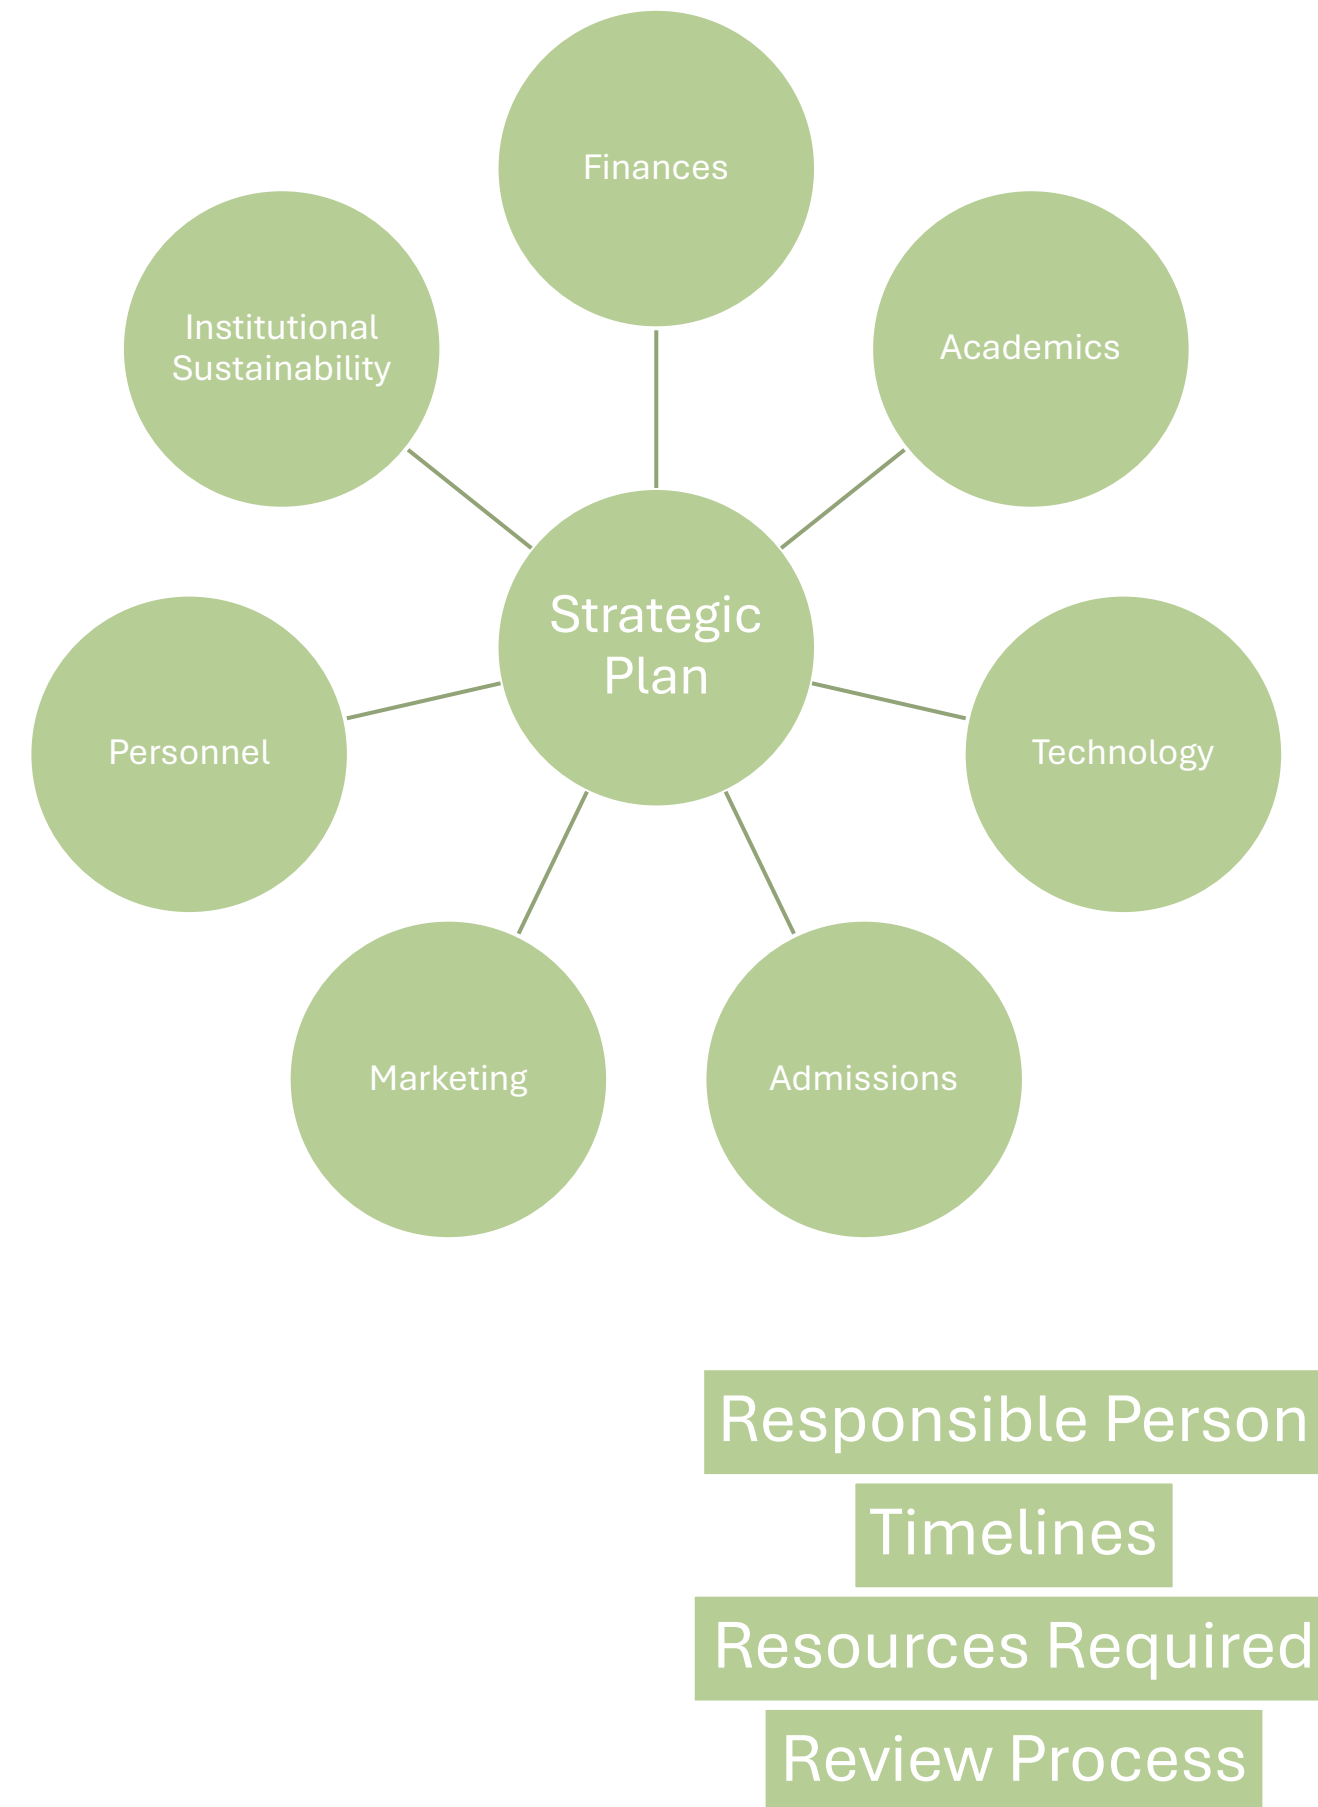 Finances
Institutional
Sustainability
Academics
Strategic
Plan
Personnel
Technology
Marketing
Admissions
Responsible Person
Timelines
Resources Required
Review Process